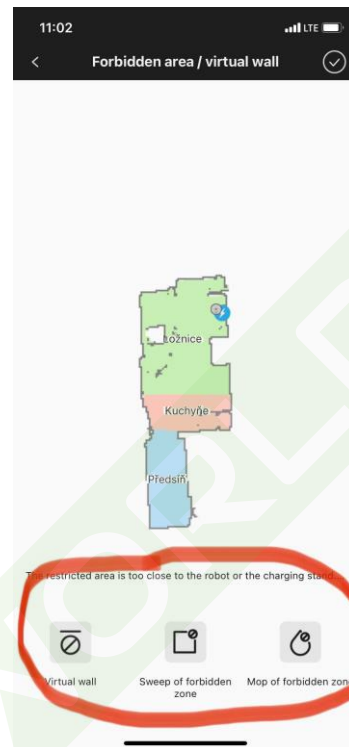 11:02
LTE
Forbidden area / virtual wall
Ložnice
Kuchyňe
Předsíň
The restricted area is too close to the robot or the charging stand...
Virtual wall
Sweep of forbidden
zone
Mop of forbidden zone